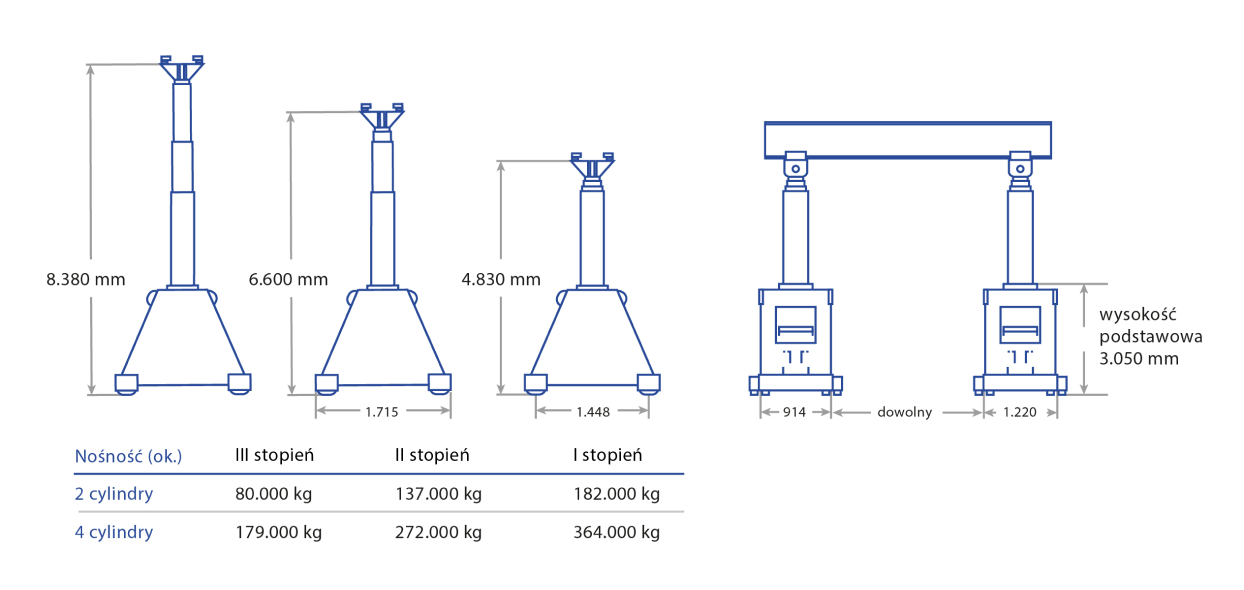 8.380 mm
6.600 mm
4.830 mm
wysokość
podstawowa
3.050 mm
1.715
1.448
914
dowolny
1.220
Nośność (ok.) III stopień II stopień I stopień
2 cylindry 80.000 kg 137.000 kg 182.000 kg
4 cylindry 179.000 kg 272.000 kg 364.000 kg